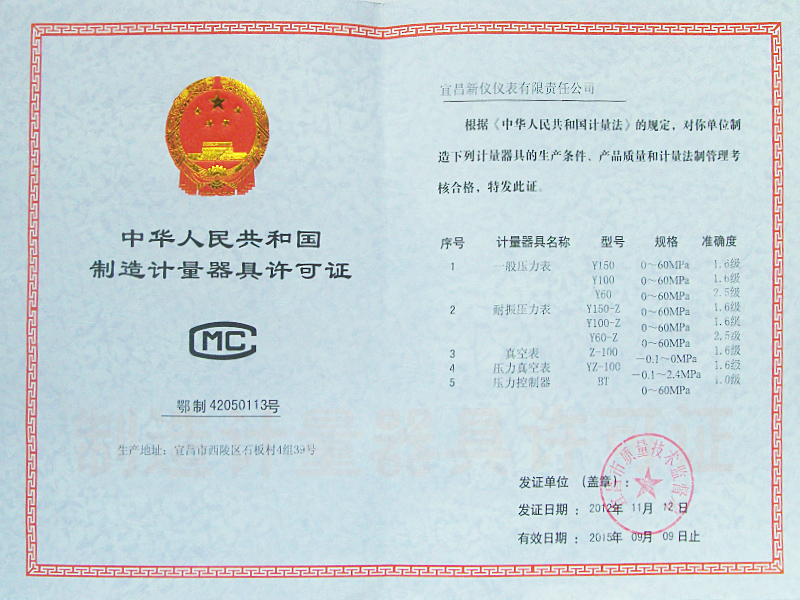 中华人民共和国
制造计量器具许可证
CMC
鄂制 42050113号
生产地址: 宜昌市西陵区石板村4组39号
宜昌新仪仪表有限责任公司
根据《中华人民共和国计量法》的规定，对你单位制
造下列计量器具的生产条件、产品质量和计量法制管理考
核合格，特发此证。
序号 计量器具名称 型号 规格 准确度
1 一般压力表 Y150 0～60MPa 1.6级
Y100 0～60MPa 1.6级
Y60 0～60MPa 2.5级
2 耐振压力表 Y150-Z 0～60MPa 1.6级
Y100-Z 0～60MPa 1.6级
Y60-Z 0～60MPa 2.5级
3 真空表 Z-100 －0.1～0MPa 1.6级
4 压力真空表 YZ-100 －0.1～2.4MPa 1.6级
5 压力控制器 BT 0～60MPa 1.0级
发证单位 （盖章）:
发证日期: 2012年 11月 12日
有效日期: 2015年 09月 09日止